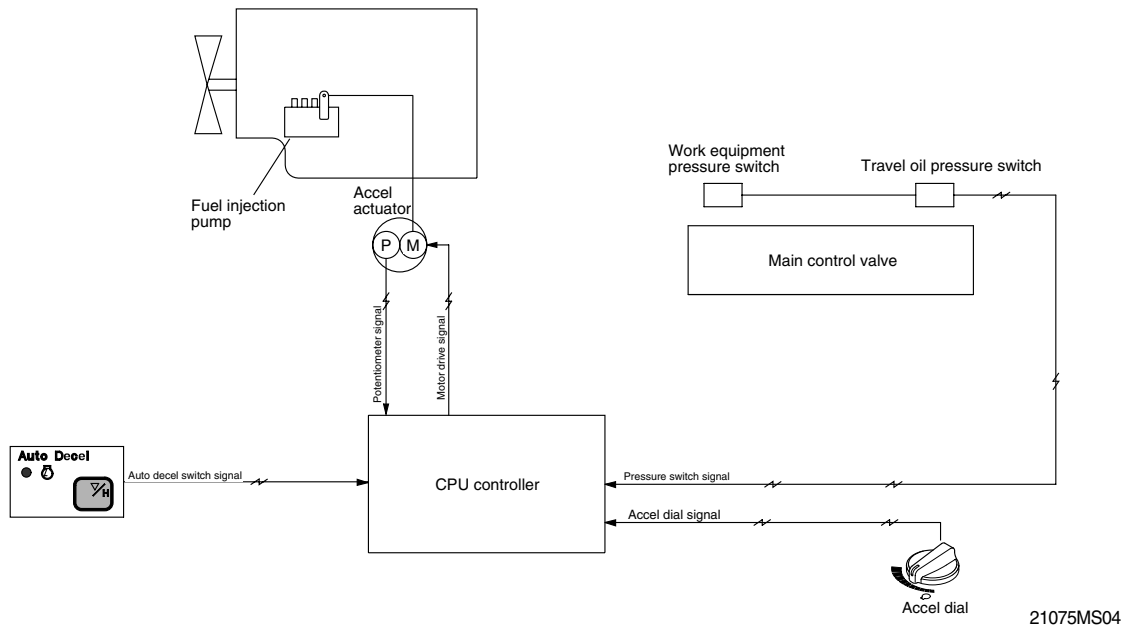 Work equipment
pressure switch
Travel oil pressure switch
Fuel injection
pump
Accel
actuator
P
M
Main control valve
Potentiometer signal
Motor drive signal
Auto Decel
H
Auto decel switch signal
CPU controller
Pressure switch signal
Accel dial signal
Accel dial
21075MS04